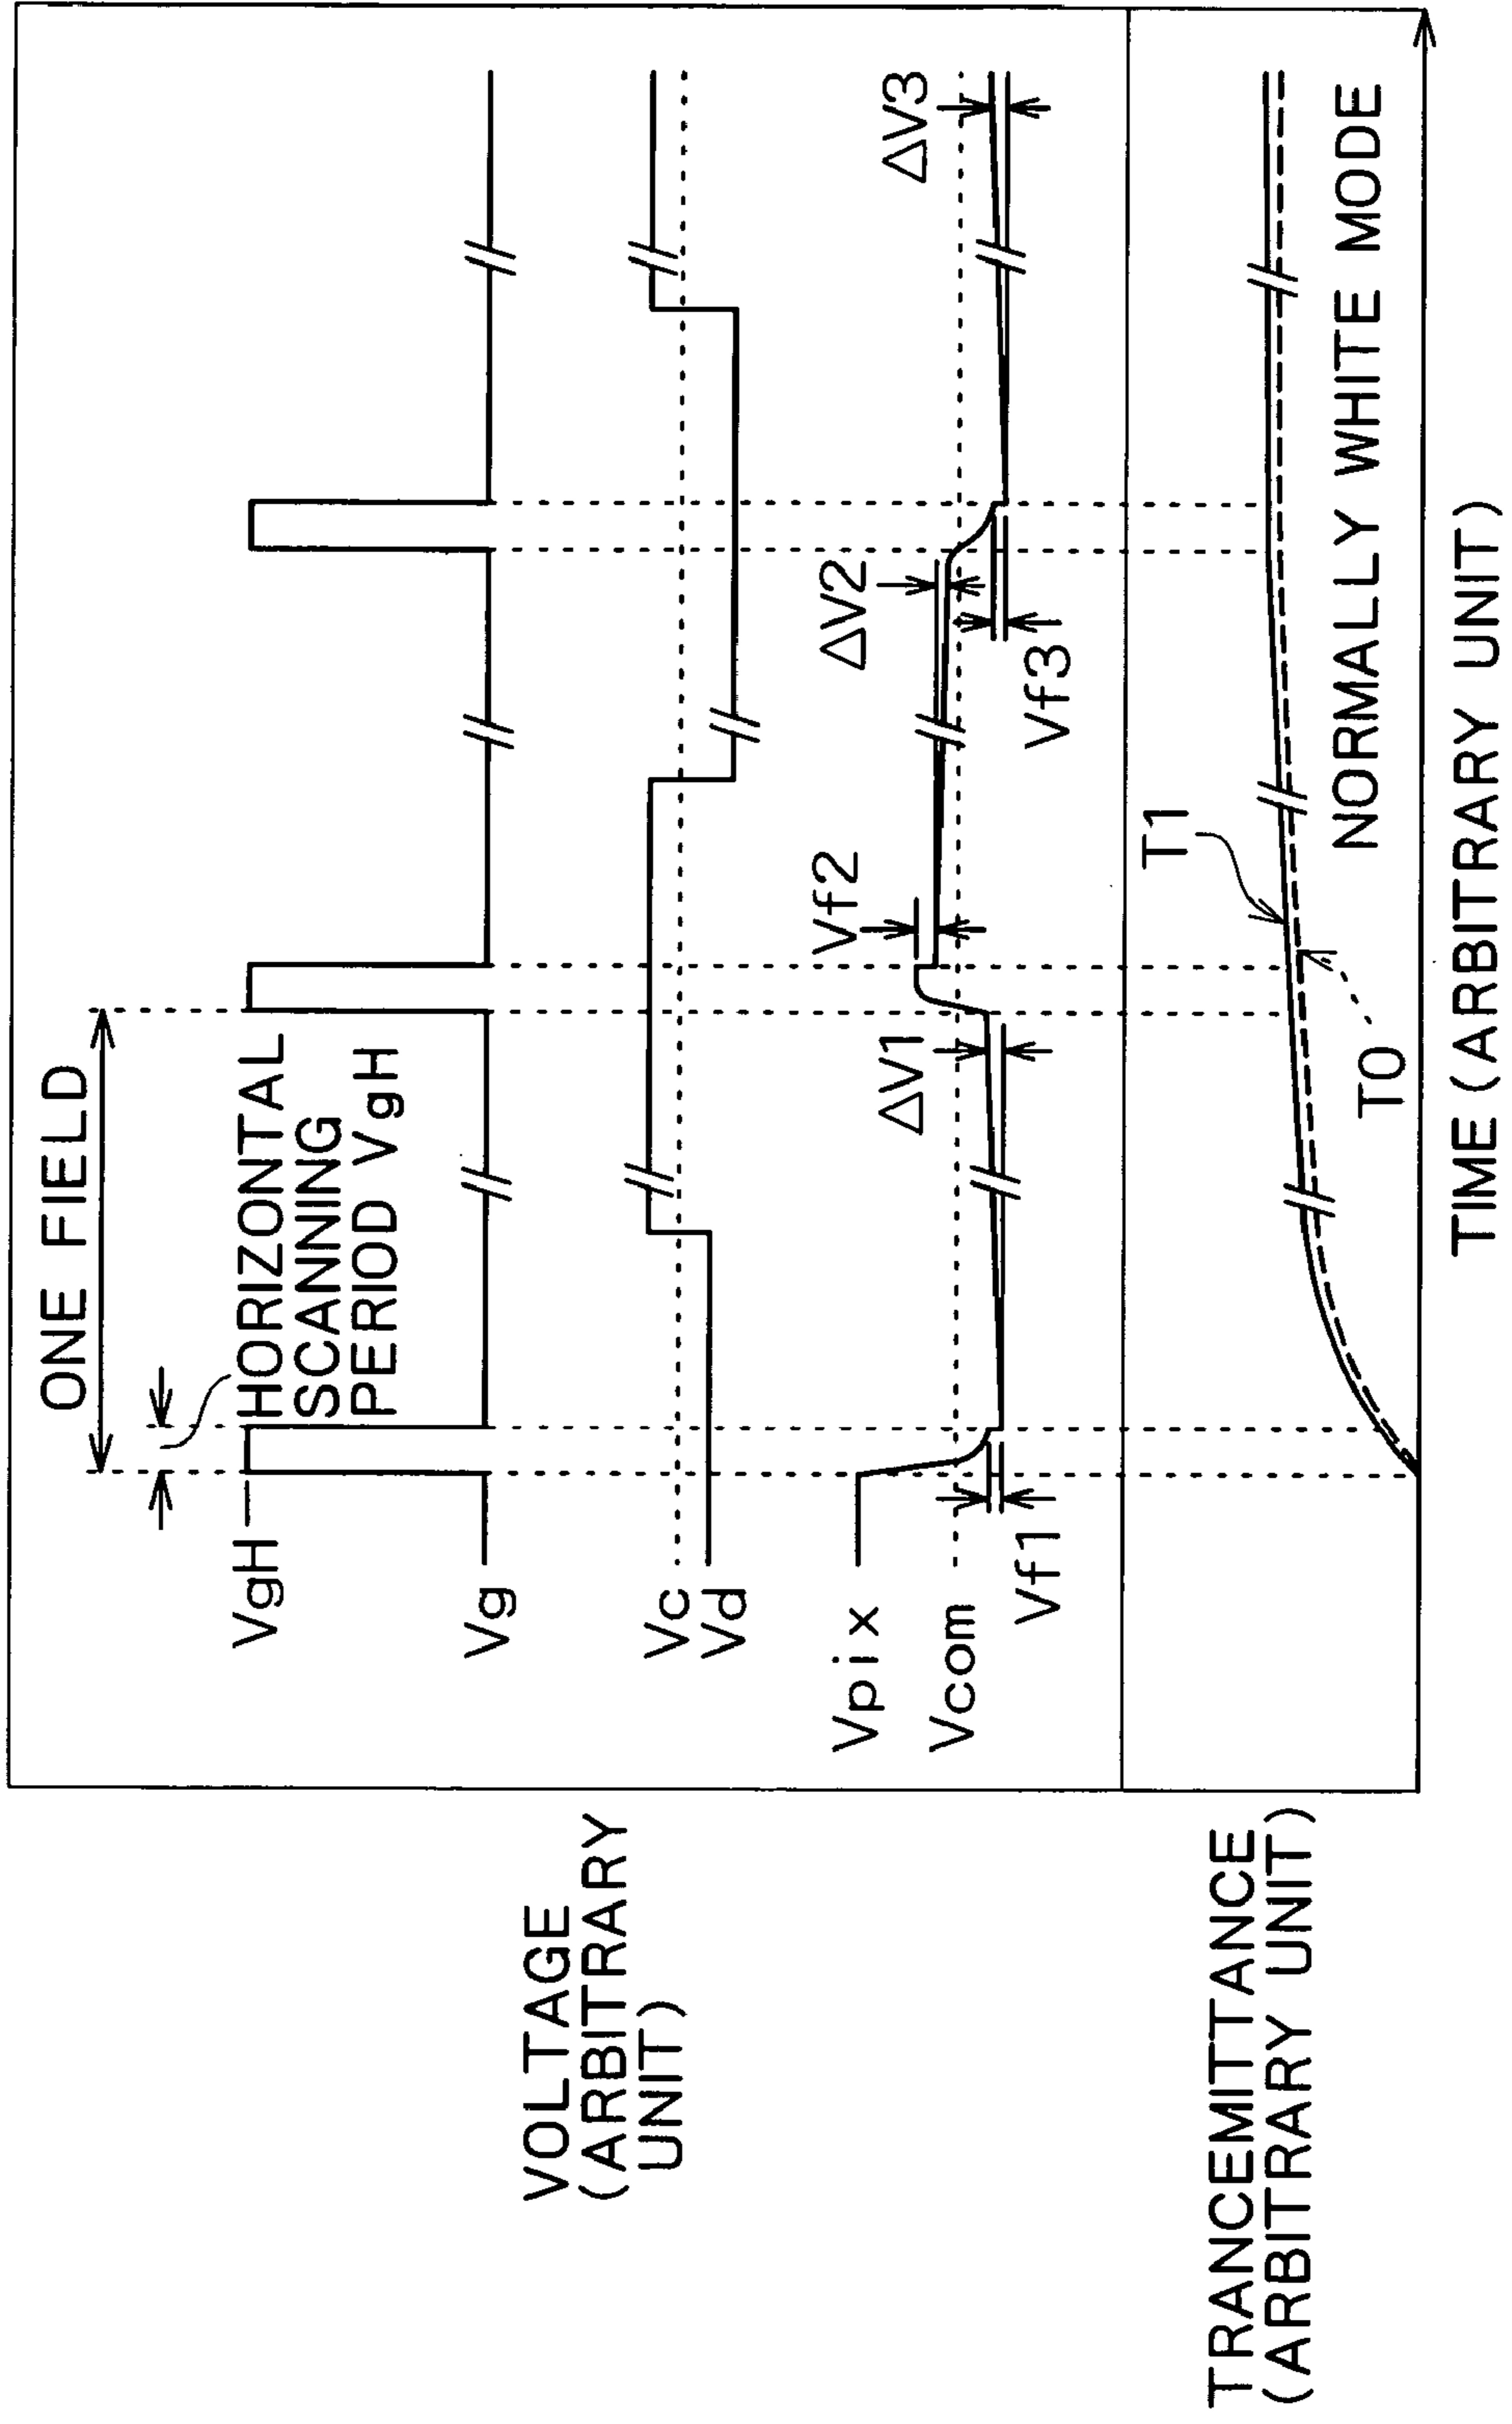 ONE FIELD
HORIZONTAL
SCANNING
PERIOD VgH
VgH
Vg
Vc
Vd
Vpix
Vcom
Vf1
ΔV1
Vf2
ΔV2
Vf3
ΔV3
VOLTAGE
(ARBITRARY
UNIT)
T1
T0
NORMALLY WHITE MODE
TRANCEMITTANCE
(ARBITRARY UNIT)
TIME (ARBITRARY UNIT)